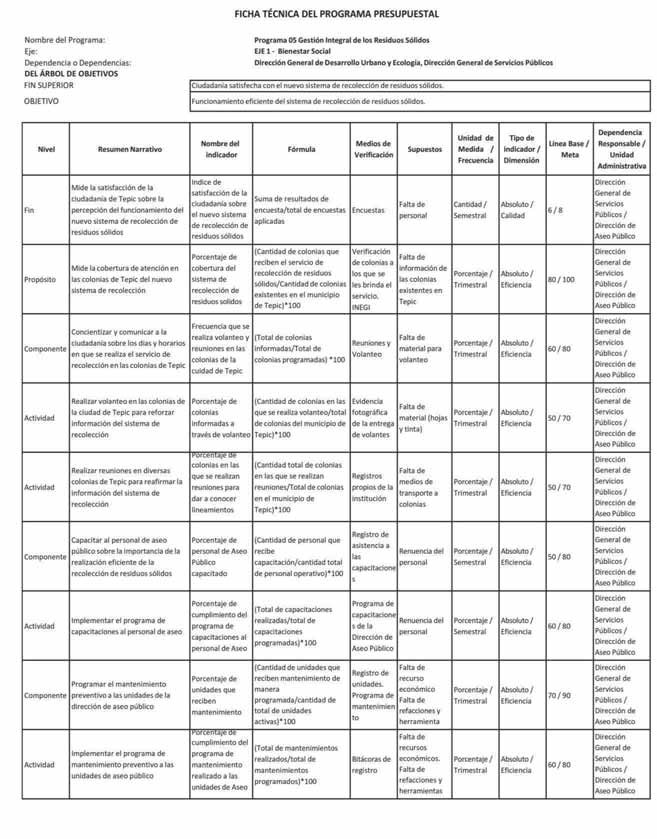 FICHA TÉCNICA DEL PROGRAMA PRESUPUESTAL
Nombre del Programa: Programa 05 Gestión Integral de los Residuos Sólidos
Eje: EJE 1 - Bienestar Social
Dependencia o Dependencias: Dirección General de Desarrollo Urbano y Ecología, Dirección General de Servicios Públicos
DEL ÁRBOL DE OBJETIVOS
FIN SUPERIOR Ciudadania satisfecha con el nuevo sistema de recolección de residuos sólidos.
OBJETIVO Funcionamiento eficiente del sistema de recolección de residuos sólidos.
Nivel
Resumen Narrativo
Nombre del
indicador
Fórmula
Medios de
Verificación
Supuestos
Unidad de
Medida /
Frecuencia
Tipo de
indicador /
Dimensión
Línea Base /
Meta
Dependencia
Responsable /
Unidad
Administrativa
Fin
Mide la satisfacción de la
ciudadanía de Tepic sobre la
percepción del funcionamiento del
nuevo sistema de recolección de
residuos sólidos
Indice de
satisfacción de la
ciudadanía sobre
el nuevo sistema
de recolección de
residuos sólidos
Suma de resultados de
encuesta/total de encuestas
aplicadas
Encuestas
Falta de
personal
Cantidad /
Semestral
Absoluto /
Calidad
6 / 8
Dirección
General de
Servicios
Públicos /
Dirección de
Aseo Público
Propósito
Mide la cobertura de atención en
las colonias de Tepic del nuevo
sistema de recolección
Porcentaje de
cobertura del
sistema de
recolección de
residuos solidos
(Cantidad de colonias que
reciben el servicio de
recolección de residuos
sólidos/Cantidad de colonias
existentes en el municipio
de Tepic)*100
Verificación
de colonias a
los que se
les brinda el
servicio.
INEGI
Falta de
información de
las colonias
existentes en
Tepic
Porcentaje /
Trimestral
Absoluto /
Eficiencia
80 / 100
Dirección
General de
Servicios
Públicos /
Dirección de
Aseo Público
Componente
Concientizar y comunicar a la
ciudadanía sobre los días y horarios
en que se realiza el servicio de
recolección en las colonias de Tepic
Frecuencia que se
realiza volanteo y
reuniones en las
colonias de la
cuidad de Tepic
(Total de colonias
informadas/Total de
colonias programadas) *100
Reuniones y
Volanteo
Falta de
material para
volanteo
Porcentaje /
Trimestral
Absoluto /
Eficiencia
60 / 80
Dirección
General de
Servicios
Públicos /
Dirección de
Aseo Público
Actividad
Realizar volanteo en las colonias de
la ciudad de Tepic para reforzar
información del sistema de
recolección
Porcentaje de
colonias
informadas a
través de volanteo
(Cantidad de colonias en las
que se realiza volanteo/total
de colonias del municipio de
Tepic)*100
Evidencia
fotográfica
de la entrega
de volantes
Falta de
material (hojas
y tinta)
Porcentaje /
Trimestral
Absoluto /
Eficiencia
50 / 70
Dirección
General de
Servicios
Públicos /
Dirección de
Aseo Público
Actividad
Realizar reuniones en diversas
colonias de Tepic para reafirmar la
información del sistema de
recolección
Porcentaje de
colonias en las
que se realizan
reuniones para
dar a conocer
lineamientos
(Cantidad total de colonias
en las que se realizan
reuniones/Total de colonias
en el municipio de
Tepic)*100
Registros
propios de la
institución
Falta de
medios de
transporte a
colonias
Porcentaje /
Trimestral
Absoluto /
Eficiencia
50 / 70
Dirección
General de
Servicios
Públicos /
Dirección de
Aseo Público
Componente
Capacitar al personal de aseo
público sobre la importancia de la
realización eficiente de la
recolección de residuos sólidos
Porcentaje de
personal de Aseo
Público
capacitado
(Cantidad de personal que
recibe
capacitación/cantidad total
de personal operativo)*100
Registro de
asistencia a
las
capacitacione
s
Renuencia del
personal
Porcentaje /
Semestral
Absoluto /
Eficiencia
50 / 80
Dirección
General de
Servicios
Públicos /
Dirección de
Aseo Público
Actividad
Implementar el programa de
capacitaciones al personal de aseo
Porcentaje de
cumplimiento del
programa de
capacitaciones al
personal de aseo
(Total de capacitaciones
realizadas/total de
capacitaciones
programadas)*100
Programa de
capacitacione
s de la
Dirección de
Aseo Público
Renuencia del
personal
Porcentaje /
Semestral
Absoluto /
Eficiencia
60 / 80
Dirección
General de
Servicios
Públicos /
Dirección de
Aseo Público
Componente
Programar el mantenimiento
preventivo a las unidades de la
dirección de aseo público
Porcentaje de
unidades que
reciben
mantenimiento
(Cantidad de unidades que
reciben mantenimiento de
manera
programada/cantidad de
total de unidades
activas)*100
Registro de
unidades.
Programa de
mantenimien
to
Falta de
recurso
económico
Falta de
refacciones y
herramienta
Porcentaje /
Trimestral
Absoluto /
Eficiencia
70 / 90
Dirección
General de
Servicios
Públicos /
Dirección de
Aseo Público
Actividad
Implementar el programa de
mantenimiento preventivo a las
unidades de aseo público
Porcentaje de
cumplimiento del
programa de
mantenimiento
realizado a las
unidades de Aseo
(Total de mantenimientos
realizados/total de
mantenimientos
programados)*100
Bitácoras de
registro
Falta de
recursos
económicos.
Falta de
refacciones y
herramientas
Porcentaje /
Trimestral
Absoluto /
Eficiencia
60 / 80
Dirección
General de
Servicios
Públicos /
Dirección de
Aseo Público